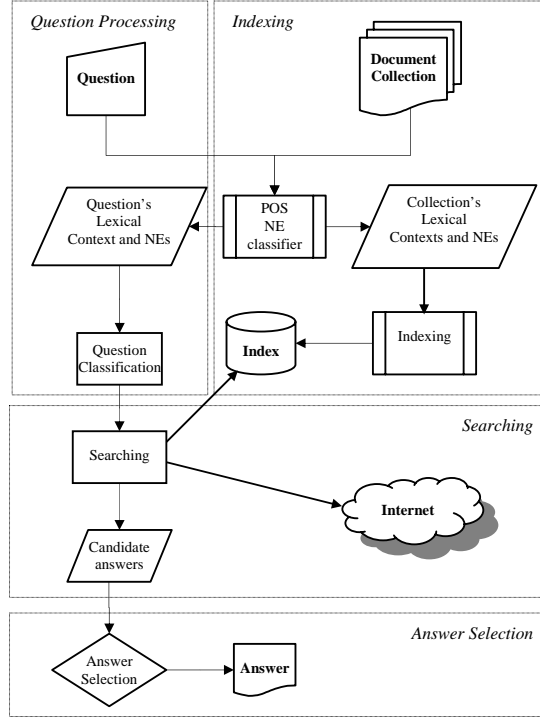 Question Processing
Indexing
Question
Document
Collection
Question's
Lexical
Context and NEs
POS
NE
classifier
Collection's
Lexical
Contexts and NEs
Question
Classification
Index
Indexing
Searching
Searching
Internet
Candidate
answers
Answer Selection
Answer
Selection
Answer